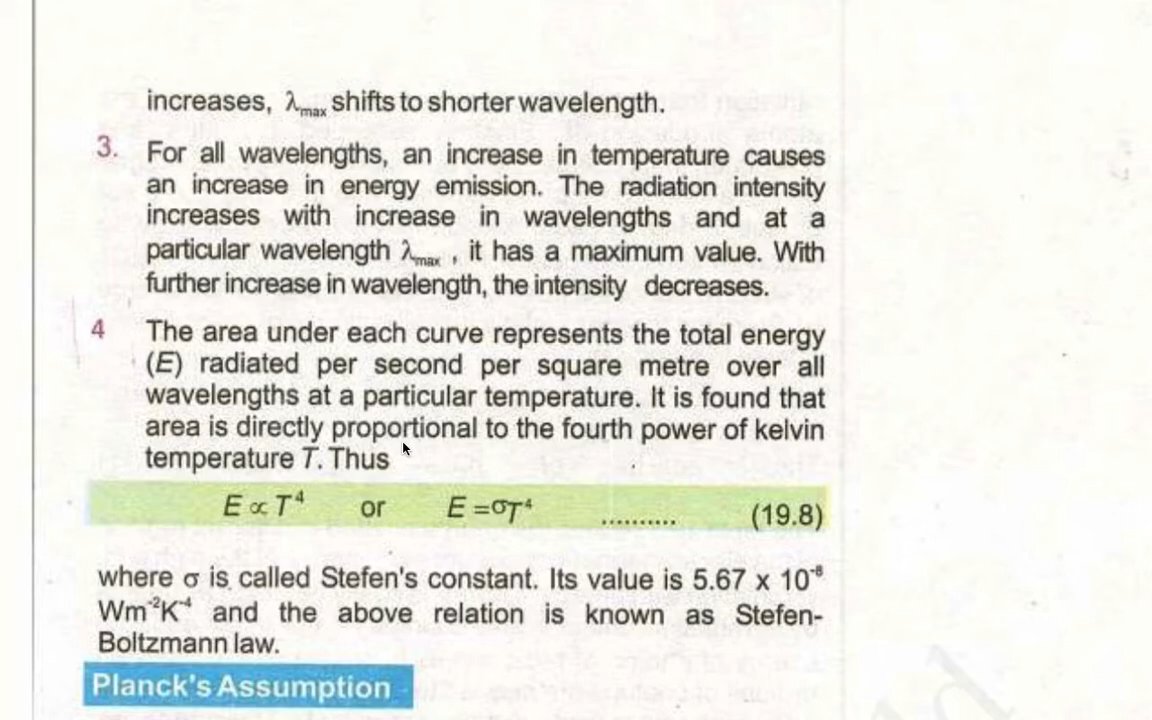 increases, λmax shifts to shorter wavelength.
3. For all wavelengths, an increase in temperature causes
an increase in energy emission. The radiation intensity
increases with increase in wavelengths and at a
particular wavelength λmax , it has a maximum value. With
further increase in wavelength, the intensity decreases.
4 The area under each curve represents the total energy
(E) radiated per second per square metre over all
wavelengths at a particular temperature. It is found that
area is directly proportional to the fourth power of kelvin
temperature T. Thus
E ∝ T⁴ or E =σT⁴ .......... (19.8)
where σ is called Stefen's constant. Its value is 5.67 x 10⁻⁸
Wm⁻²K⁻⁴ and the above relation is known as Stefen-
Boltzmann law.
Planck's Assumption